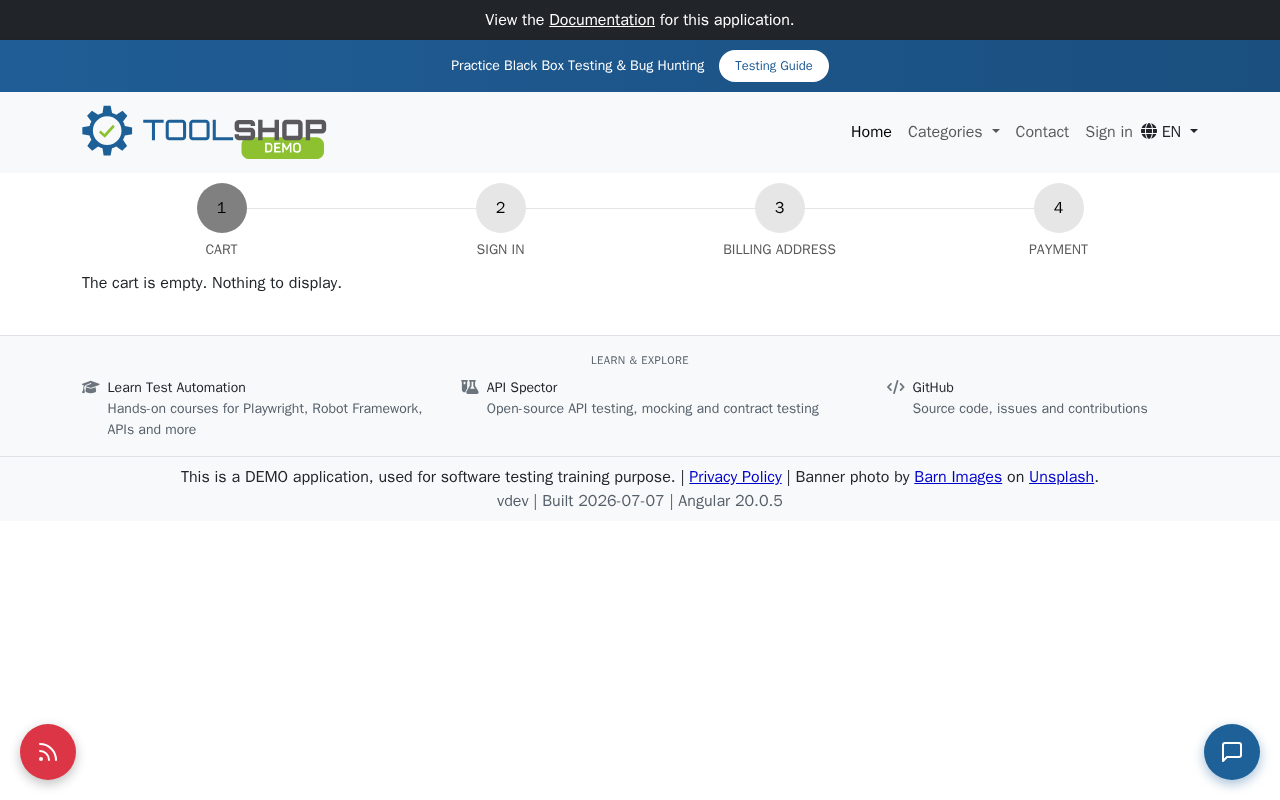 View the Documentation for this application.
Practice Black Box Testing & Bug Hunting Testing Guide
TOOLSHOP
DEMO
Home Categories Contact Sign in EN
1 2 3 4
CART SIGN IN BILLING ADDRESS PAYMENT
The cart is empty. Nothing to display.
LEARN & EXPLORE
Learn Test Automation
Hands-on courses for Playwright, Robot Framework,
APIs and more
API Spector
Open-source API testing, mocking and contract testing
GitHub
Source code, issues and contributions
This is a DEMO application, used for software testing training purpose. | Privacy Policy | Banner photo by Barn Images on Unsplash.
vdev | Built 2026-07-07 | Angular 20.0.5